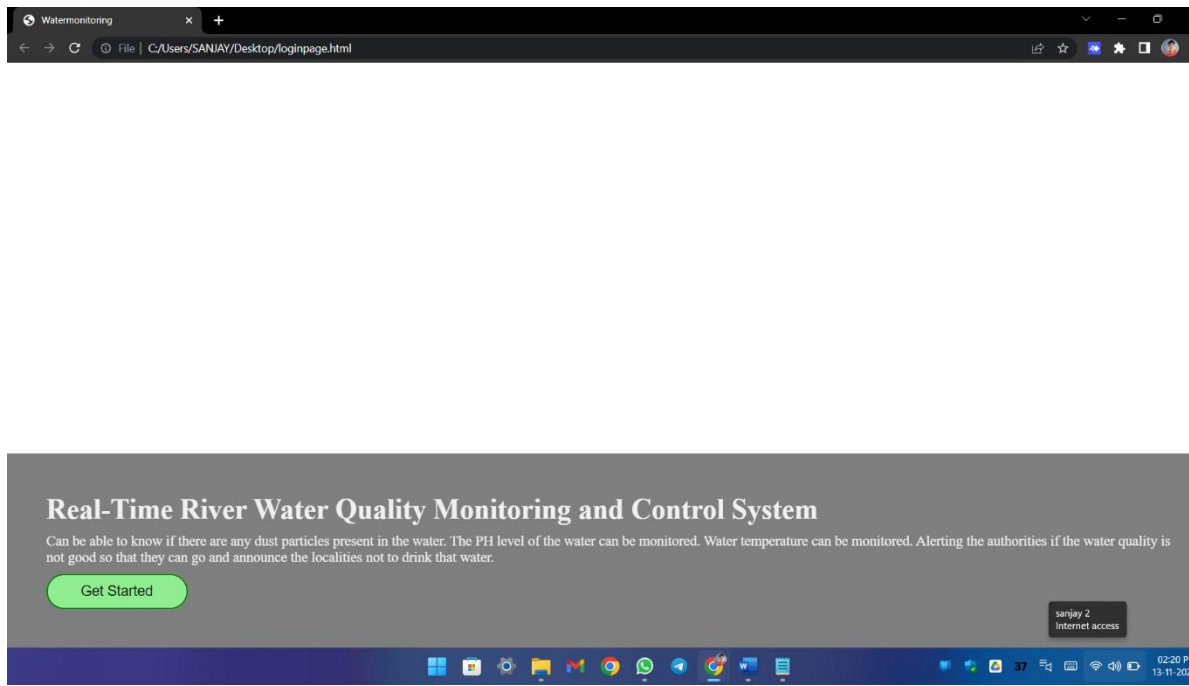 Watermonitoring
File | C:/Users/SANJAY/Desktop/loginpage.html
Real-Time River Water Quality Monitoring and Control System
Can be able to know if there are any dust particles present in the water. The PH level of the water can be monitored. Water temperature can be monitored. Alerting the authorities if the water quality is
not good so that they can go and announce the localities not to drink that water.
Get Started
sanjay 2
Internet access
37
02:20 P
13-11-202